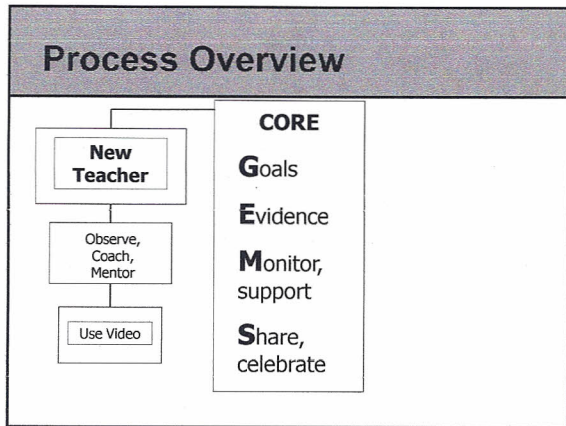 Process Overview
New
Teacher
Observe,
Coach,
Mentor
Use Video
CORE
Goals
Evidence
Monitor,
support
Share,
celebrate